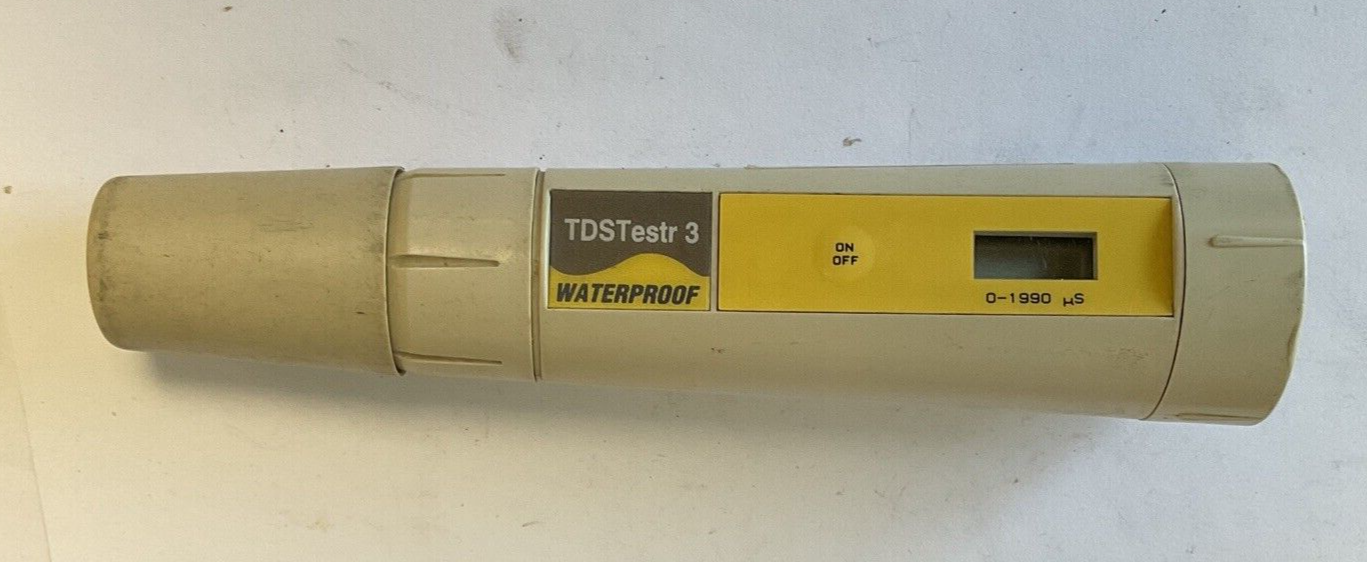 TDSTestr 3
WATERPROOF
ON
OFF
0-1990 µS